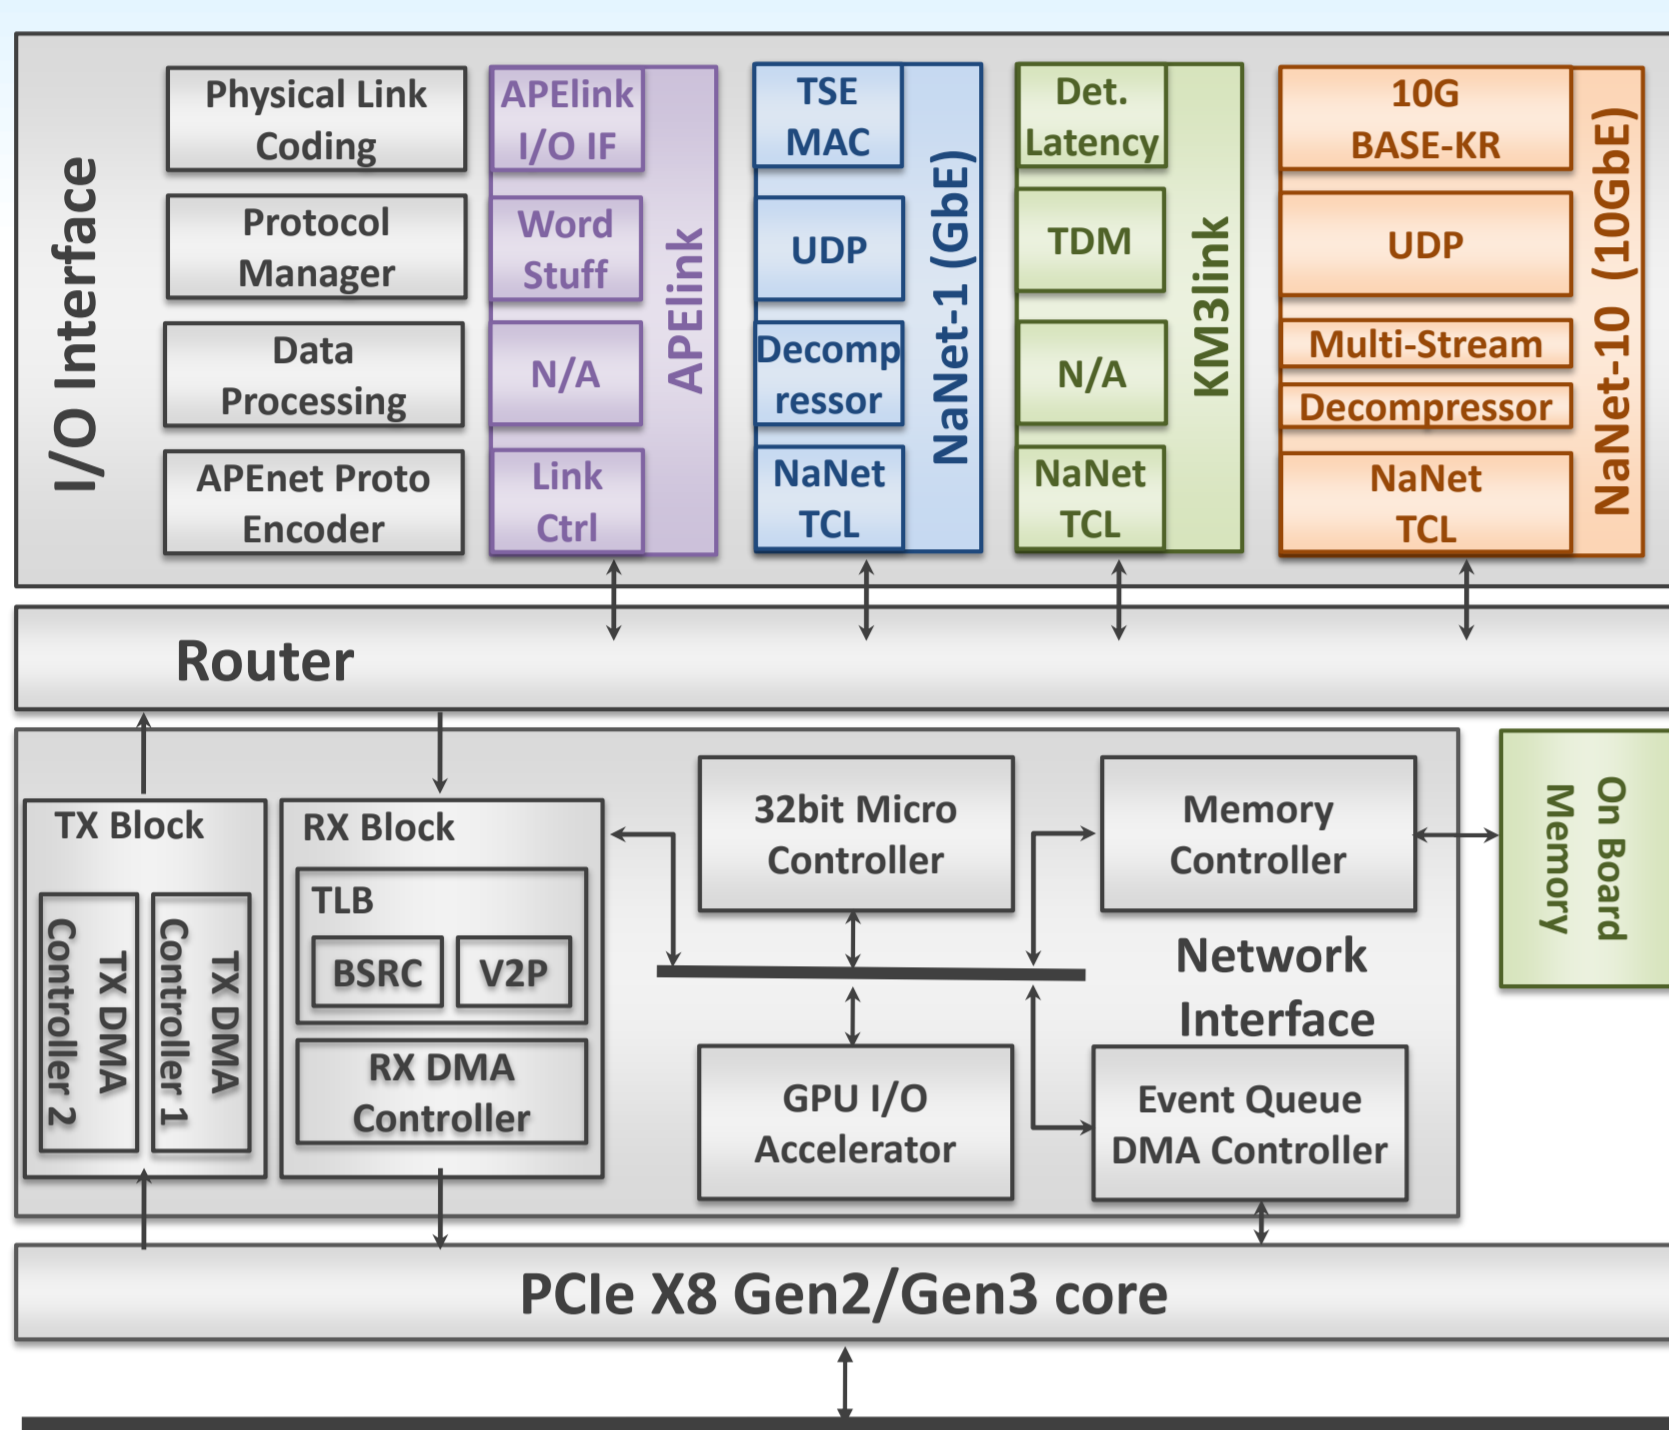 I/O Interface
Physical Link
Coding
Protocol
Manager
Data
Processing
APEnet Proto
Encoder
APElink
I/O IF
Word
Stuff
N/A
Link
Ctrl
APElink
TSE
MAC
UDP
Decomp
ressor
NaNet
TCL
NaNet-1 (GbE)
Det.
Latency
TDM
N/A
NaNet
TCL
KM3link
10G
BASE-KR
UDP
Multi-Stream
Decompressor
NaNet
TCL
NaNet-10 (10GbE)
Router
TX Block
TX DMA
Controller 2
TX DMA
Controller 1
RX Block
TLB
BSRC
V2P
RX DMA
Controller
32bit Micro
Controller
Memory
Controller
Network
Interface
GPU I/O
Accelerator
Event Queue
DMA Controller
On Board
Memory
PCIe X8 Gen2/Gen3 core